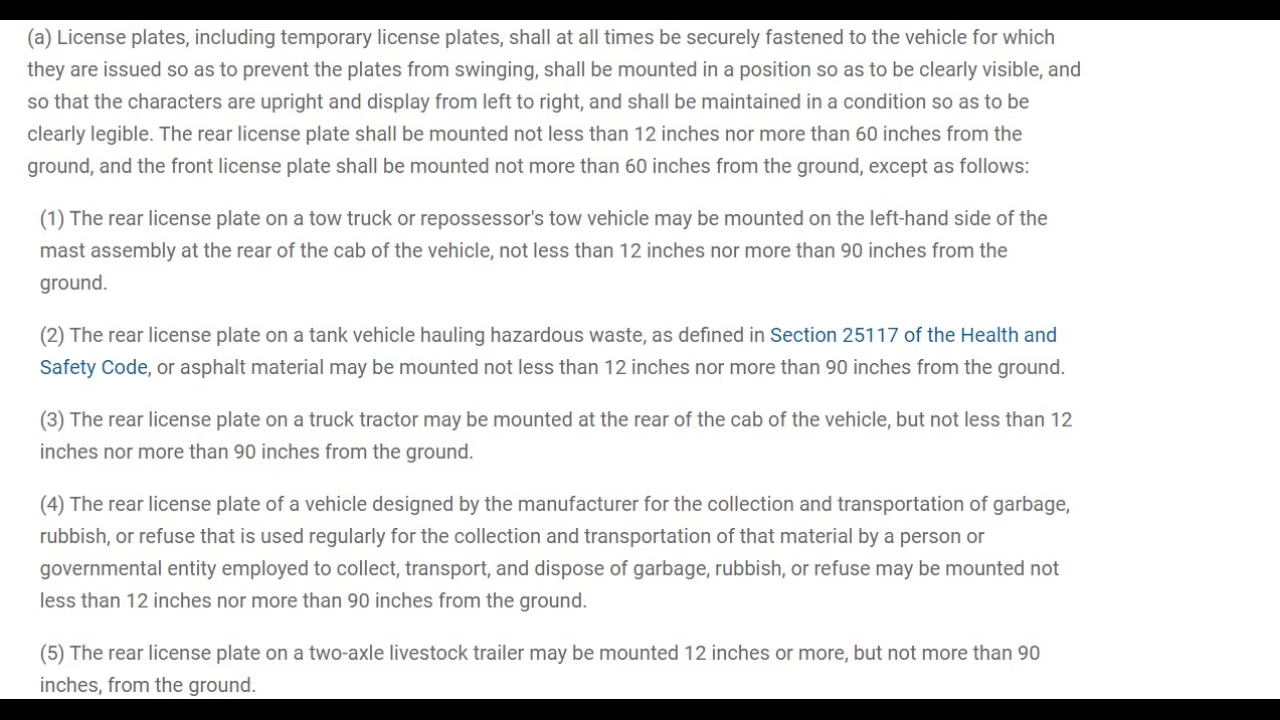 (a) License plates, including temporary license plates, shall at all times be securely fastened to the vehicle for which
they are issued so as to prevent the plates from swinging, shall be mounted in a position so as to be clearly visible, and
so that the characters are upright and display from left to right, and shall be maintained in a condition so as to be
clearly legible. The rear license plate shall be mounted not less than 12 inches nor more than 60 inches from the
ground, and the front license plate shall be mounted not more than 60 inches from the ground, except as follows:
(1) The rear license plate on a tow truck or repossessor's tow vehicle may be mounted on the left-hand side of the
mast assembly at the rear of the cab of the vehicle, not less than 12 inches nor more than 90 inches from the
ground.
(2) The rear license plate on a tank vehicle hauling hazardous waste, as defined in Section 25117 of the Health and
Safety Code, or asphalt material may be mounted not less than 12 inches nor more than 90 inches from the ground.
(3) The rear license plate on a truck tractor may be mounted at the rear of the cab of the vehicle, but not less than 12
inches nor more than 90 inches from the ground.
(4) The rear license plate of a vehicle designed by the manufacturer for the collection and transportation of garbage,
rubbish, or refuse that is used regularly for the collection and transportation of that material by a person or
governmental entity employed to collect, transport, and dispose of garbage, rubbish, or refuse may be mounted not
less than 12 inches nor more than 90 inches from the ground.
(5) The rear license plate on a two-axle livestock trailer may be mounted 12 inches or more, but not more than 90
inches, from the ground.